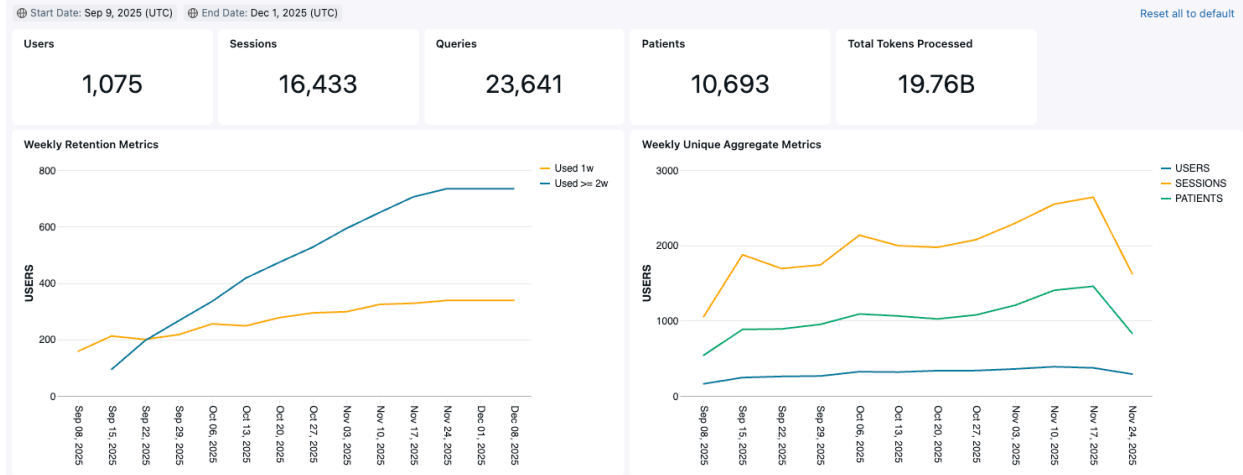 Start Date: Sep 9, 2025 (UTC) End Date: Dec 1, 2025 (UTC) Reset all to default
Users Sessions Queries Patients Total Tokens Processed
1,075 16,433 23,641 10,693 19.76B
Weekly Retention Metrics
800
600
400
200
0
USERS
Used 1w
Used >= 2w
Sep 08, 2025
Sep 15, 2025
Sep 22, 2025
Sep 29, 2025
Oct 06, 2025
Oct 13, 2025
Oct 20, 2025
Oct 27, 2025
Nov 03, 2025
Nov 10, 2025
Nov 17, 2025
Nov 24, 2025
Dec 01, 2025
Dec 08, 2025
Weekly Unique Aggregate Metrics
3000
2000
1000
0
USERS
USERS
SESSIONS
PATIENTS
Sep 08, 2025
Sep 15, 2025
Sep 22, 2025
Sep 29, 2025
Oct 06, 2025
Oct 13, 2025
Oct 20, 2025
Oct 27, 2025
Nov 03, 2025
Nov 10, 2025
Nov 17, 2025
Nov 24, 2025